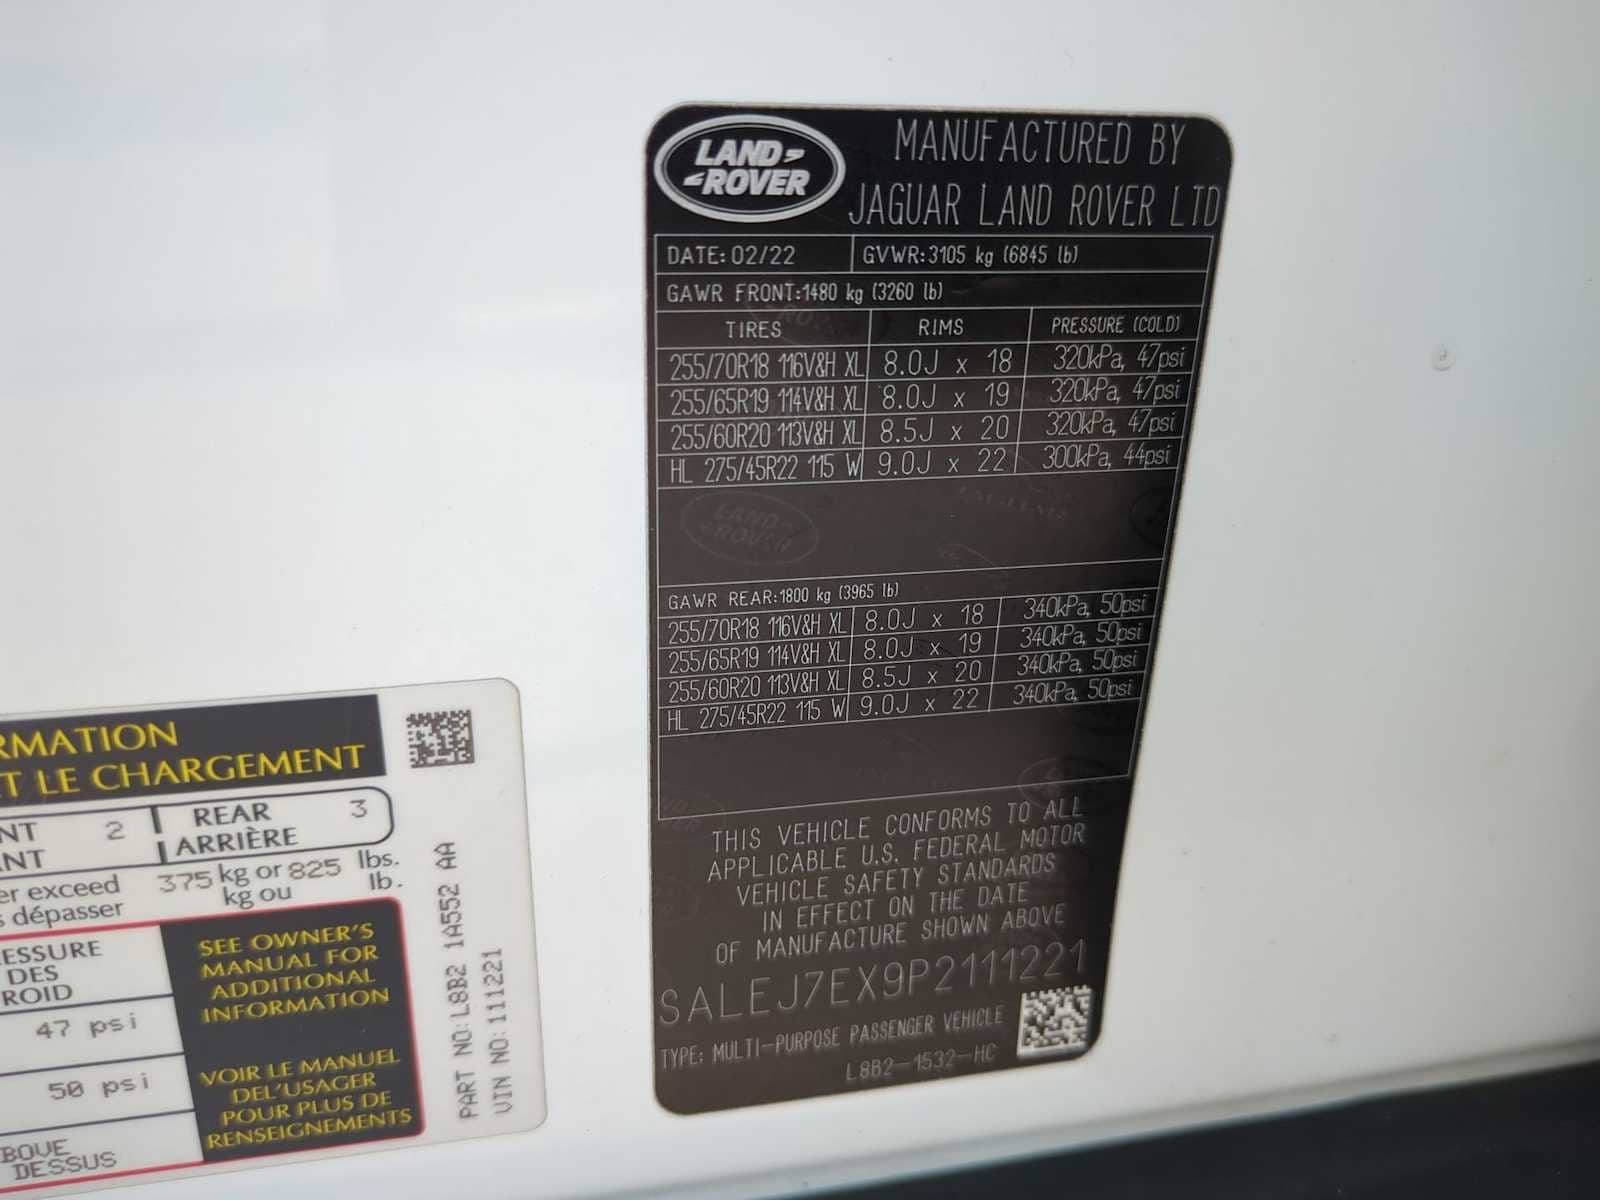 LAND
ROVER
MANUFACTURED BY
JAGUAR LAND ROVER LTD
DATE: 02/22 GVWR:3105 kg (6845 lb)
GAWR FRONT:1480 kg (3260 lb)
TIRES RIMS PRESSURE (COLD)
255/70R18 116V&H XL 8.0J x 18 320kPa, 47psi
255/65R19 114V&H XL 8.0J x 19 320kPa, 47psi
255/60R20 113V&H XL 8.5J x 20 320kPa, 47psi
HL 275/45R22 115 W 9.0J x 22 300kPa, 44psi
LAND
ROVER
GAWR REAR:1800 kg (3965 lb)
255/70R18 116V&H XL 8.0J x 18 340kPa, 50psi
255/65R19 114V&H XL 8.0J x 19 340kPa, 50psi
255/60R20 113V&H XL 8.5J x 20 340kPa, 50psi
HL 275/45R22 115 W 9.0J x 22 340kPa, 50psi
THIS VEHICLE CONFORMS TO ALL
APPLICABLE U.S. FEDERAL MOTOR
VEHICLE SAFETY STANDARDS
IN EFFECT ON THE DATE
OF MANUFACTURE SHOWN ABOVE
SALEJ7EX9P2111221
TYPE: MULTI-PURPOSE PASSENGER VEHICLE
L8B2-1532-HC
RMATION
T LE CHARGEMENT
NT 2 REAR 3
ANT ARRIÈRE
er exceed 375 kg or 825 lbs.
s dépasser kg ou lb.
ESSURE
DES
ROID
47 psi
50 psi
BOVE
DESSUS
SEE OWNER'S
MANUAL FOR
ADDITIONAL
INFORMATION
VOIR LE MANUEL
DEL'USAGER
POUR PLUS DE
RENSEIGNEMENTS
PART NO: L8B2 1A552 AA
VIN NO: 111221